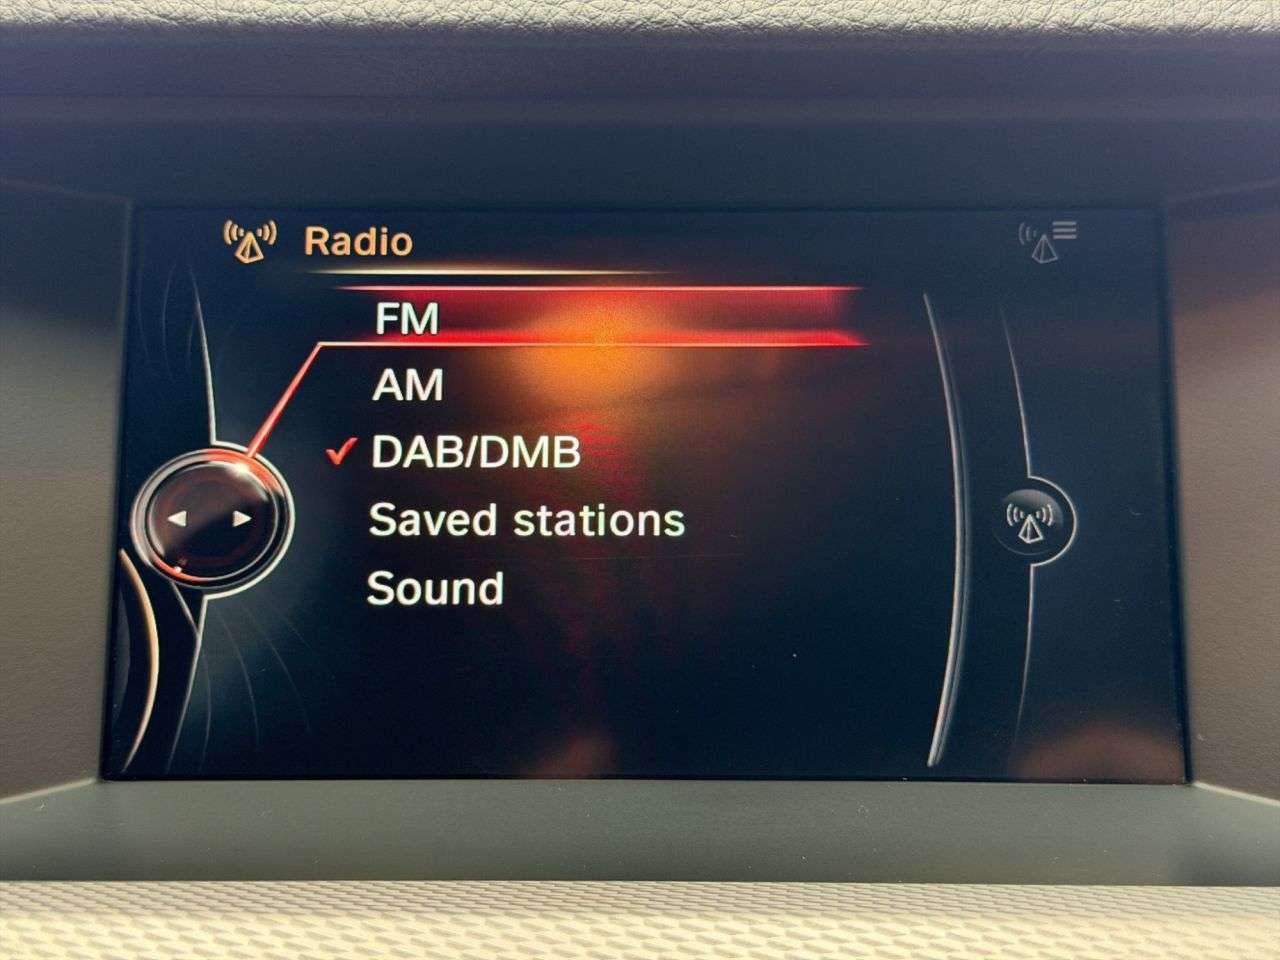 Radio
FM
AM
DAB/DMB
Saved stations
Sound